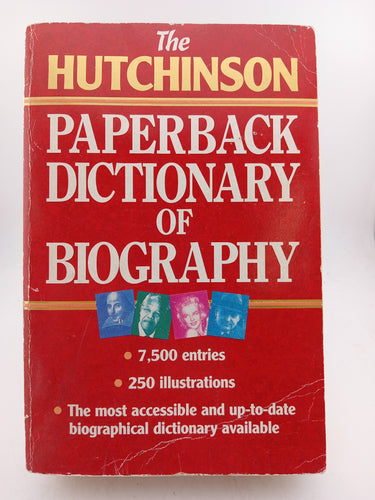 The
HUTCHINSON
PAPERBACK
DICTIONARY
OF
BIOGRAPHY
• 7,500 entries
• 250 illustrations
• The most accessible and up-to-date
biographical dictionary available